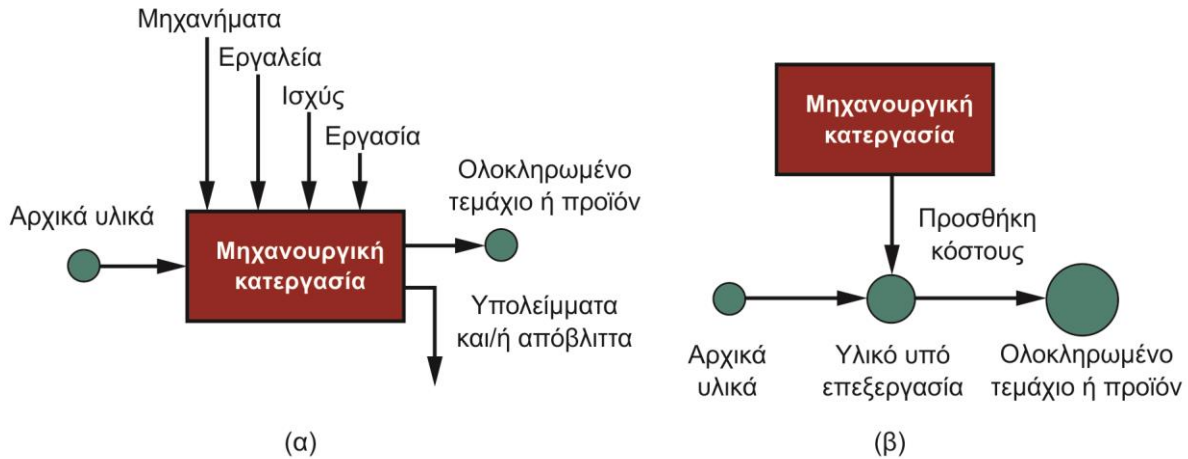 Μηχανήματα
Εργαλεία
Ισχύς
Εργασία
Αρχικά υλικά
Μηχανουργική
κατεργασία
Ολοκληρωμένο
τεμάχιο ή προϊόν
Υπολείμματα
και/ή απόβλιττα
(α)
Μηχανουργική
κατεργασία
Προσθήκη
κόστους
Αρχικά
υλικά
Υλικό υπό
επεξεργασία
Ολοκληρωμένο
τεμάχιο ή προϊόν
(β)